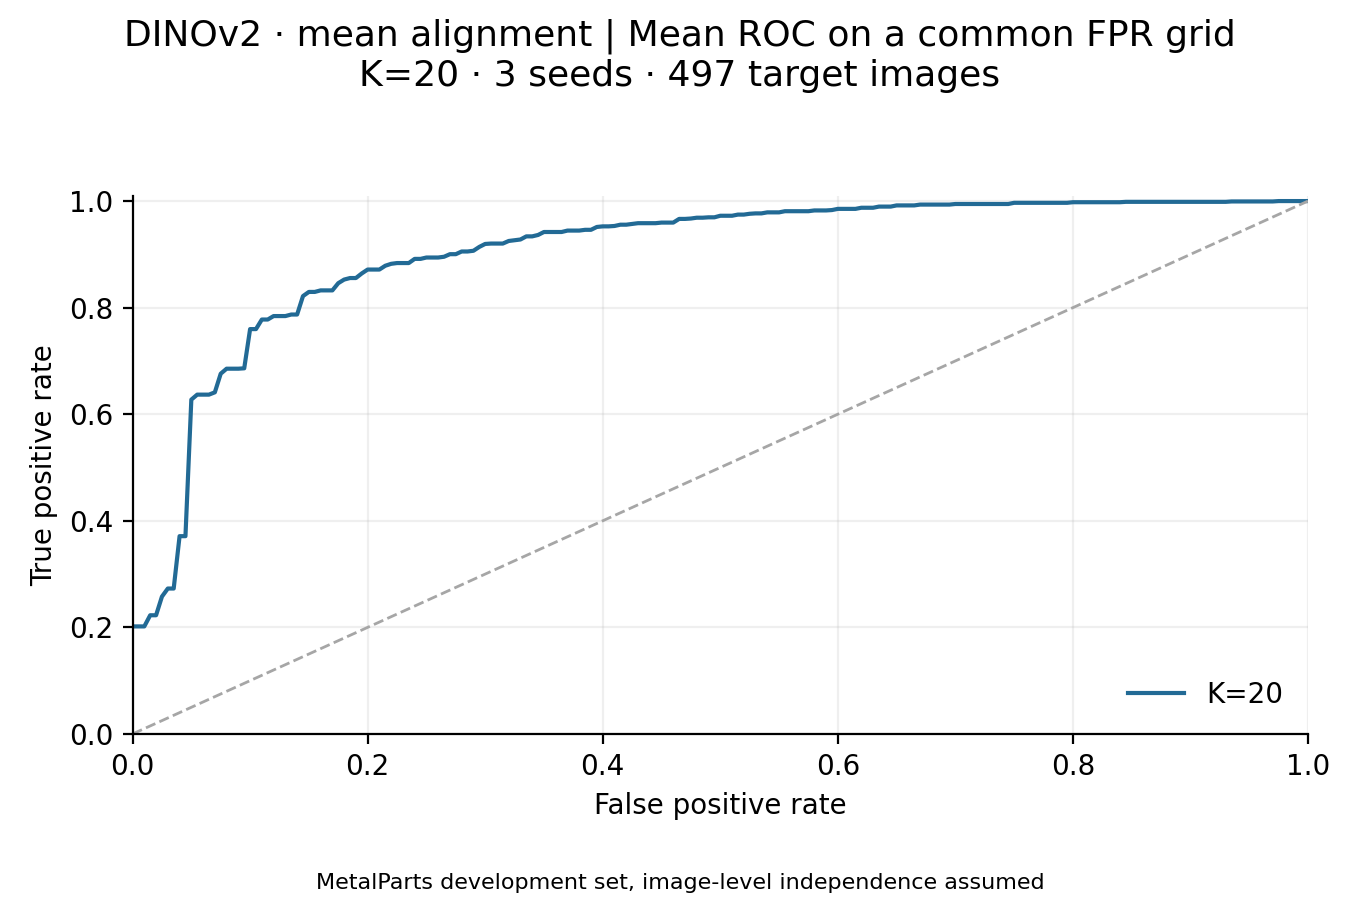 DINOv2 · mean alignment | Mean ROC on a common FPR grid
K=20 · 3 seeds · 497 target images
1.0
0.8
0.6
0.4
0.2
0.0
True positive rate
K=20
0.0 0.2 0.4 0.6 0.8 1.0
False positive rate
MetalParts development set, image-level independence assumed